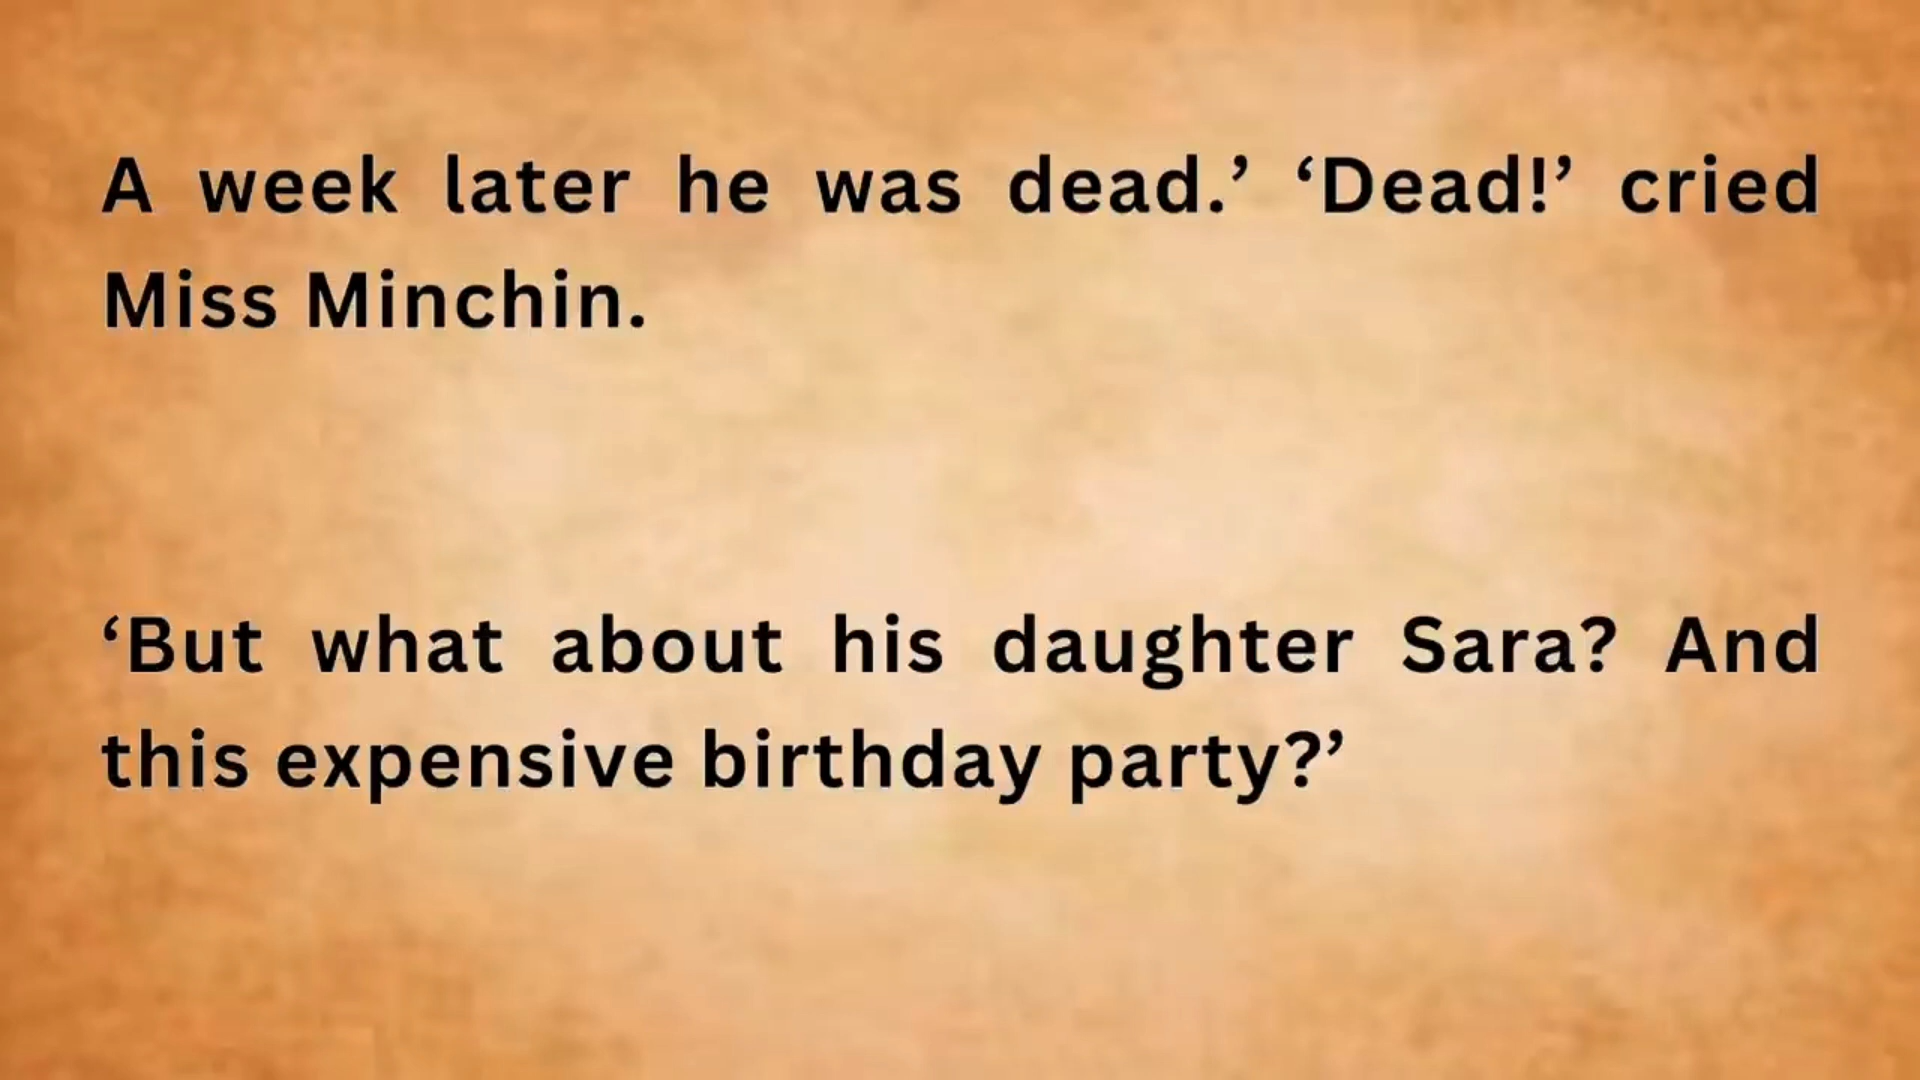 A week later he was dead.’ ‘Dead!’ cried
Miss Minchin.
‘But what about his daughter Sara? And
this expensive birthday party?’